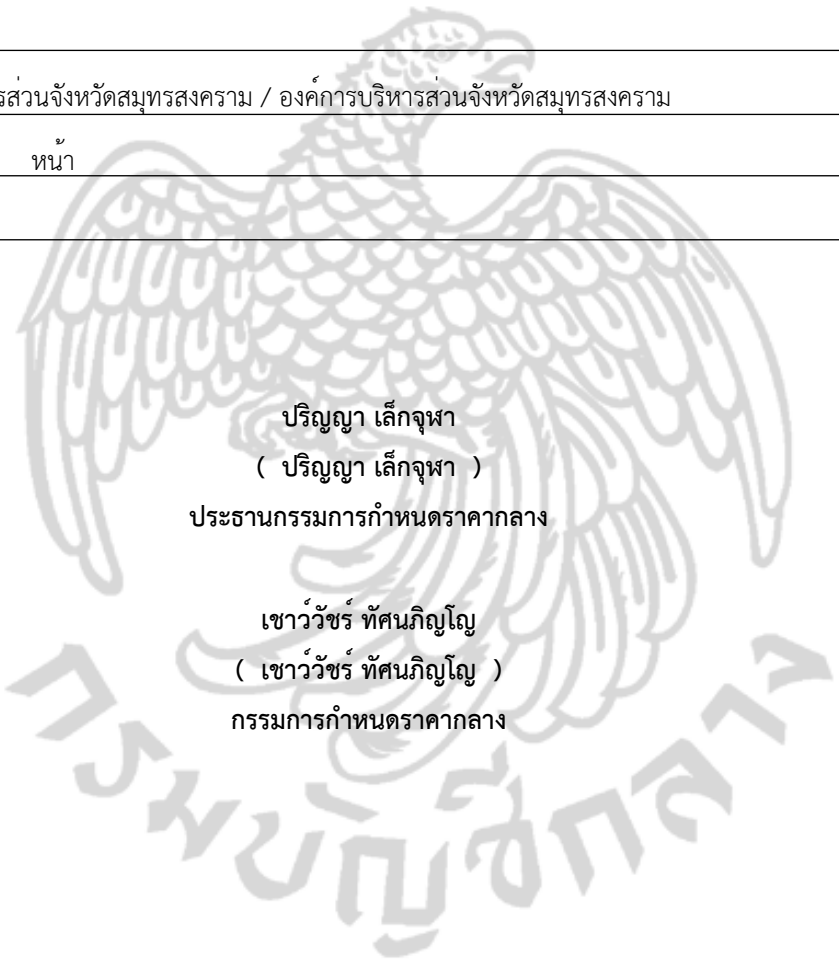 รส่วนจังหวัดสมุทรสงคราม / องค์การบริหารส่วนจังหวัดสมุทรสงคราม
หน้า
ปริญญา เล็กจุฬา
( ปริญญา เล็กจุฬา )
ประธานกรรมการกำหนดราคากลาง
เชาว์วัชร์ ทัศนภิญโญ
( เชาว์วัชร์ ทัศนภิญโญ )
กรรมการกำหนดราคากลาง
กรมบัญชีกลาง